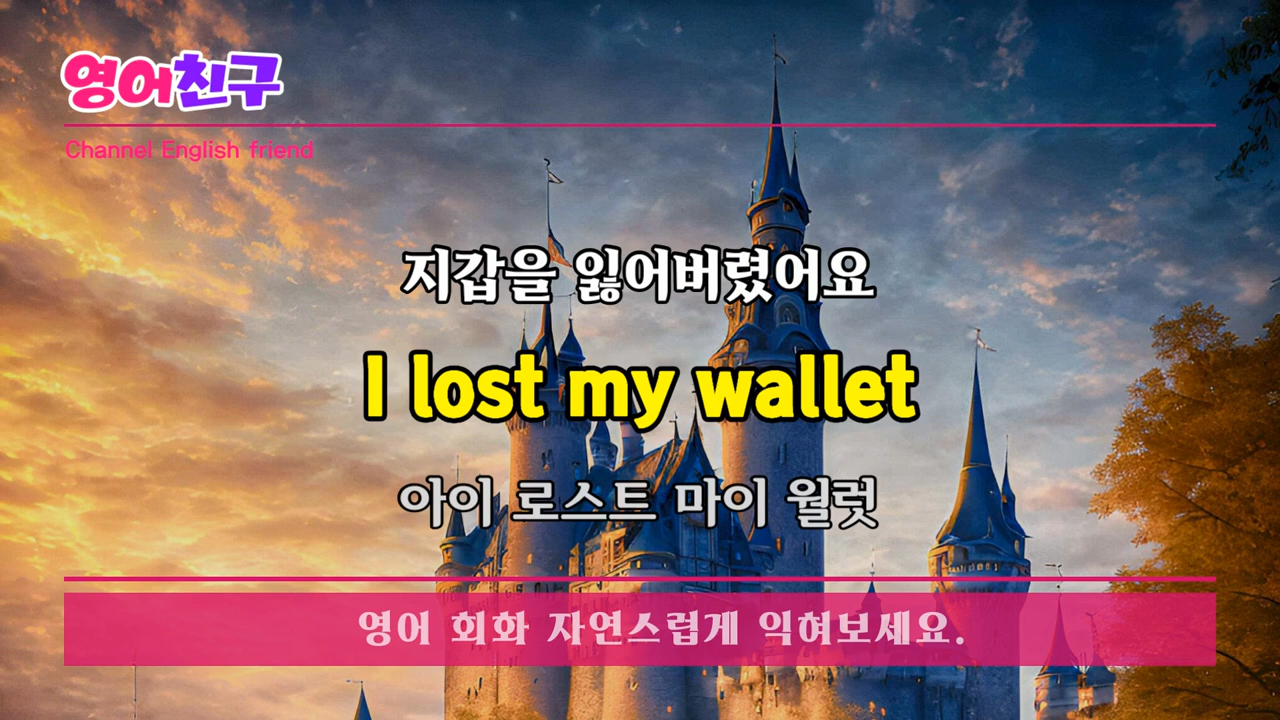 영어친구
Channel English friend
지갑을 잃어버렸어요
I lost my wallet
아이 로스트 마이 월럿
영어 회화 자연스럽게 익혀보세요.